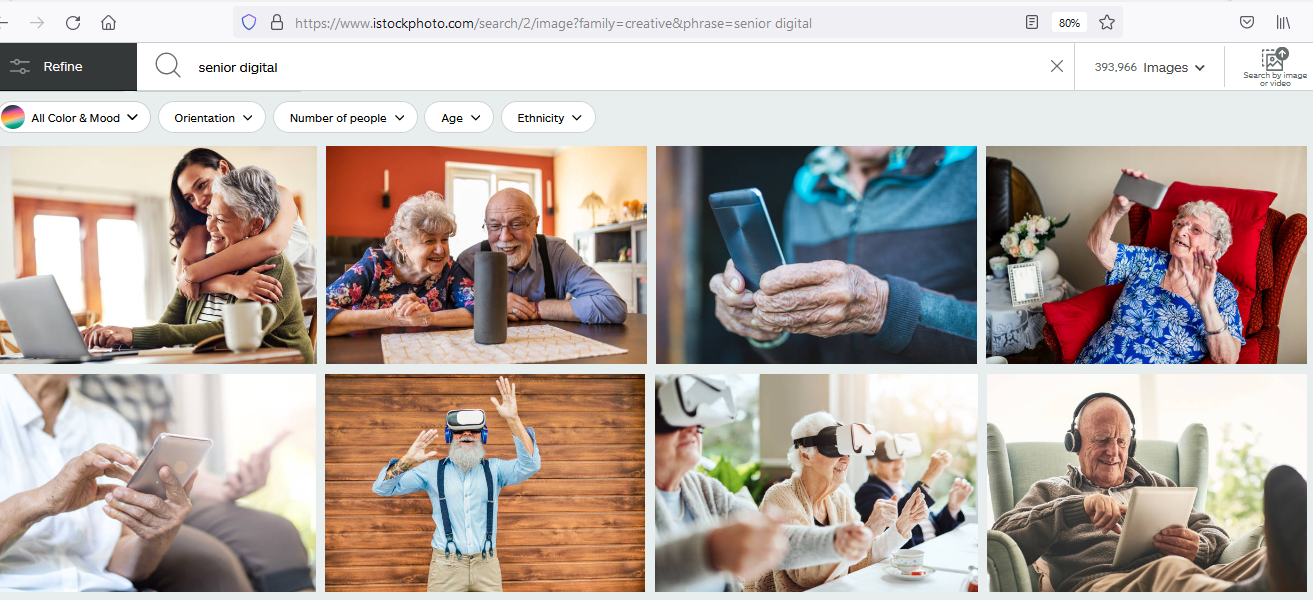 https://www.istockphoto.com/search/2/image?family=creative&phrase=senior digital
80%
Refine
senior digital
393,966 Images
Search by image
or video
All Color & Mood
Orientation
Number of people
Age
Ethnicity